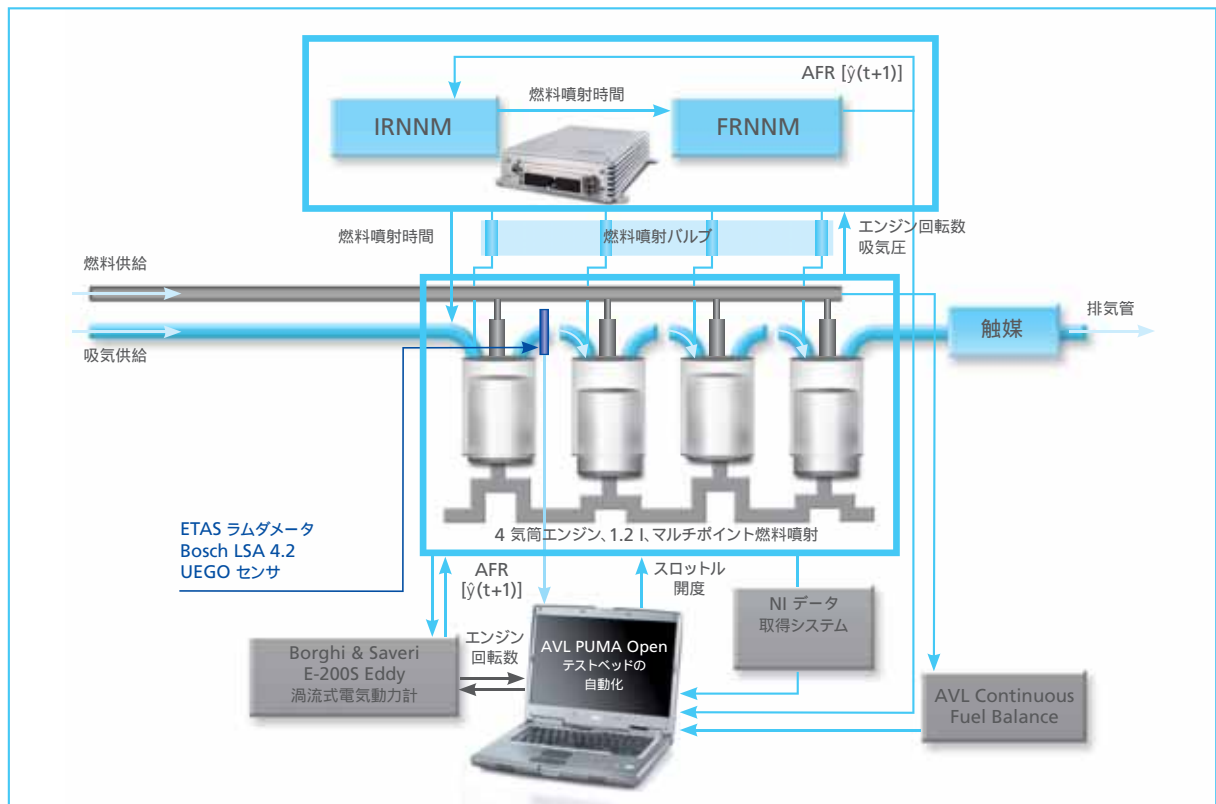 AFR [ŷ(t+1)]
燃料噴射時間
IRNNM
FRNNM
燃料噴射時間
燃料噴射バルブ
エンジン回転数
吸気圧
燃料供給
吸気供給
触媒
排気管
4 気筒エンジン、1.2 l、マルチポイント燃料噴射
ETAS ラムダメータ
Bosch LSA 4.2
UEGO センサ
AFR
[ŷ(t+1)]
スロットル
開度
NI データ
取得システム
Borghi & Saveri
E-200S Eddy
渦流式電気動力計
エンジン
回転数
AVL PUMA Open
テストベッドの
自動化
AVL Continuous
Fuel Balance